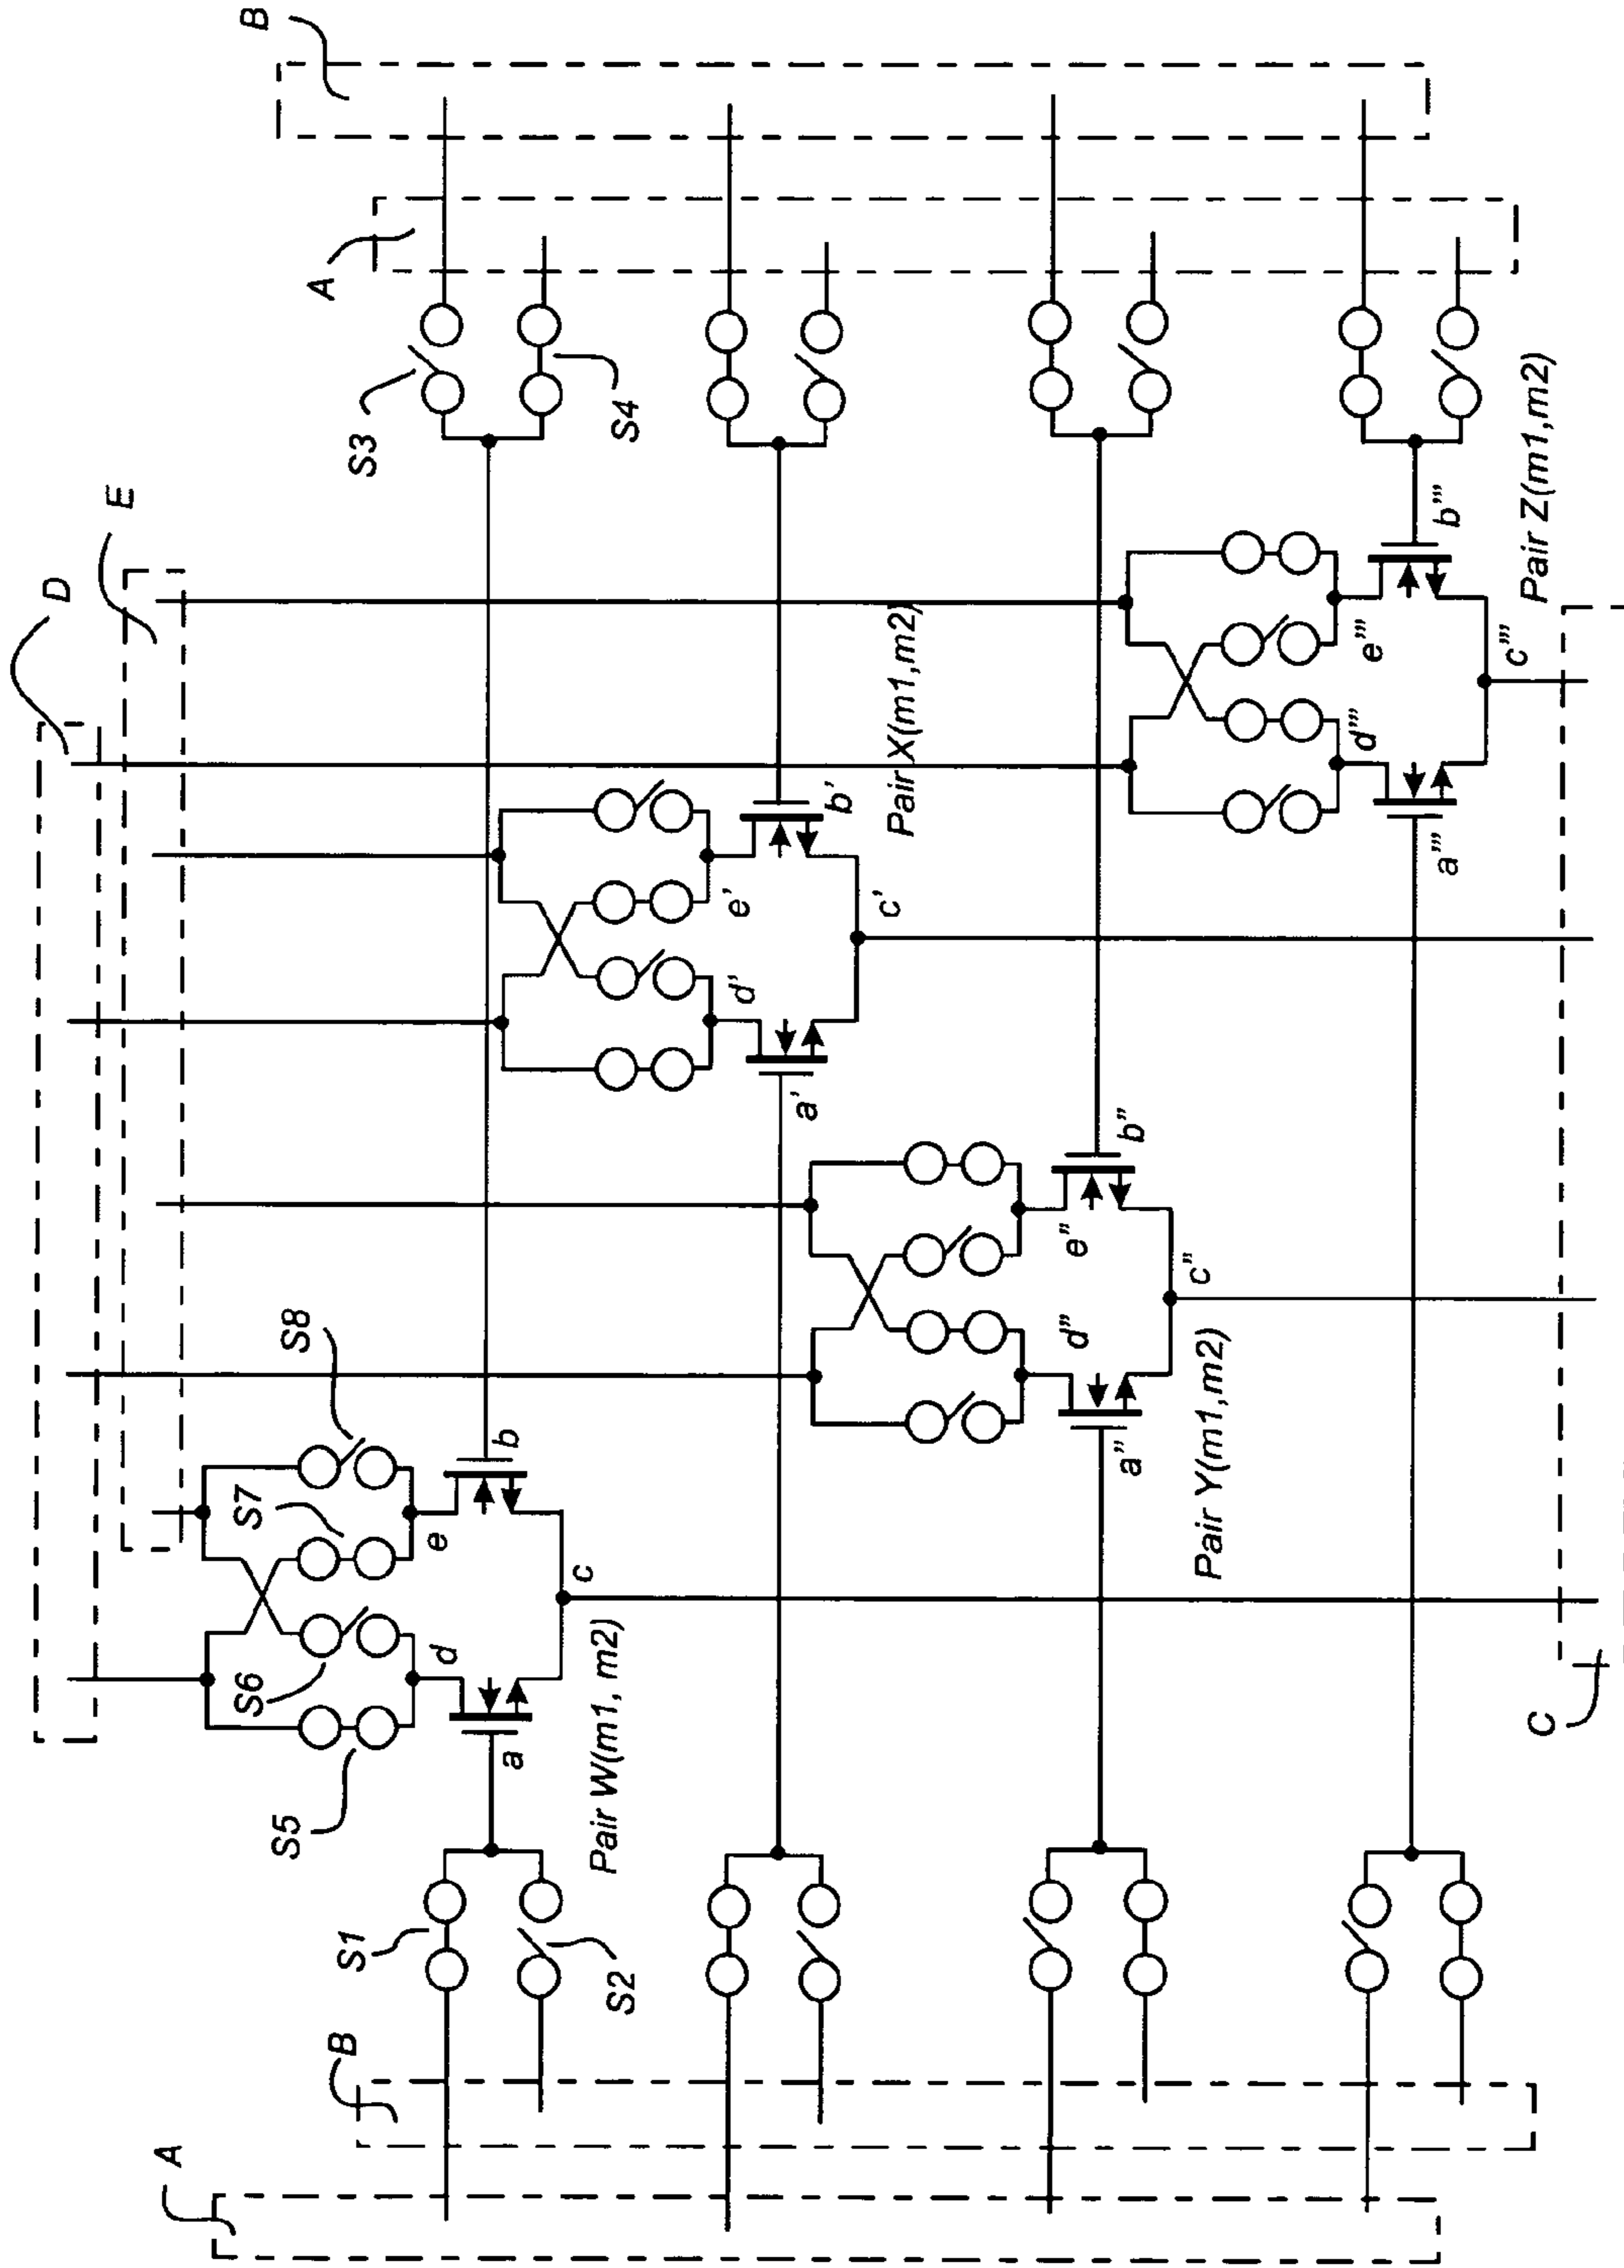 D
E
A
B
S6
S7
S5
S8
A
B
S1
S3
d
e
a
b
c
S2
Pair W(m1, m2)
S4
d'
e'
a'
b'
c'
Pair X(m1,m2)
d"
e"
a"
b"
Pair Y(m1,m2)
c"
d'''
e'''
a'''
b'''
c'''
Pair Z(m1,m2)
C